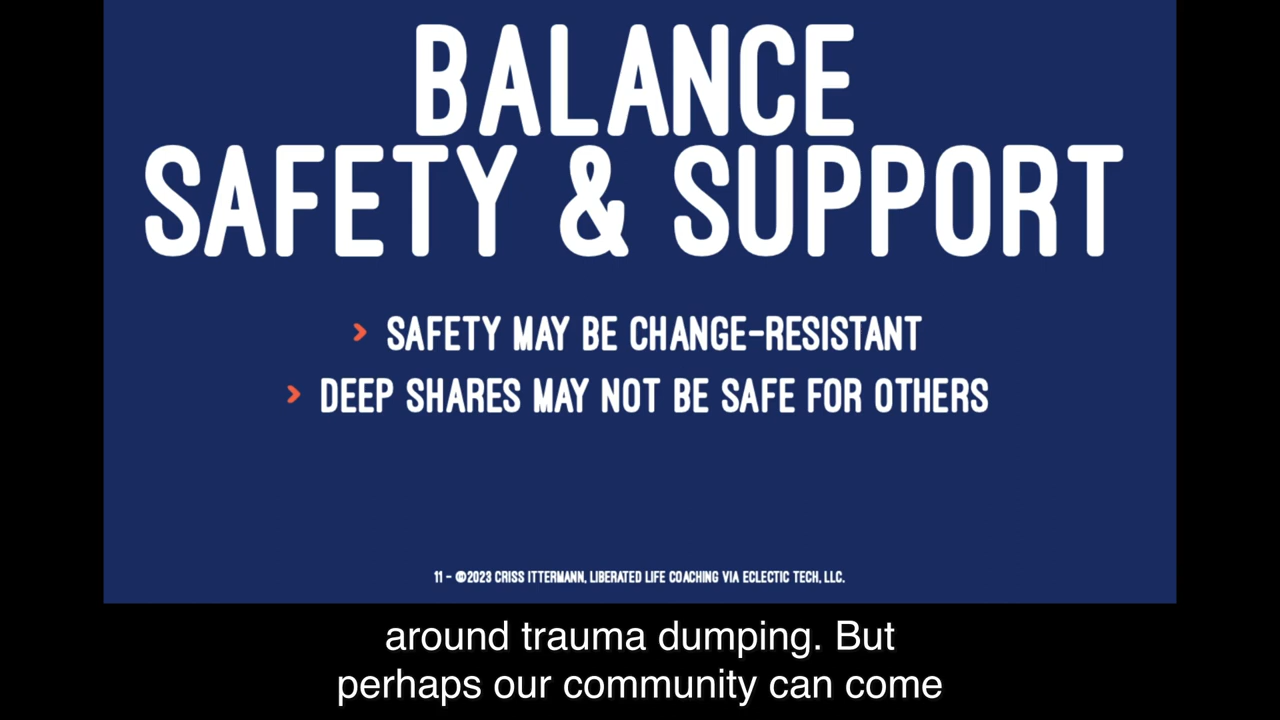 BALANCE
SAFETY & SUPPORT
› SAFETY MAY BE CHANGE-RESISTANT
› DEEP SHARES MAY NOT BE SAFE FOR OTHERS
11 - ©2023 CRISS ITTERMANN, LIBERATED LIFE COACHING VIA ECLECTIC TECH, LLC.
around trauma dumping. But
perhaps our community can come